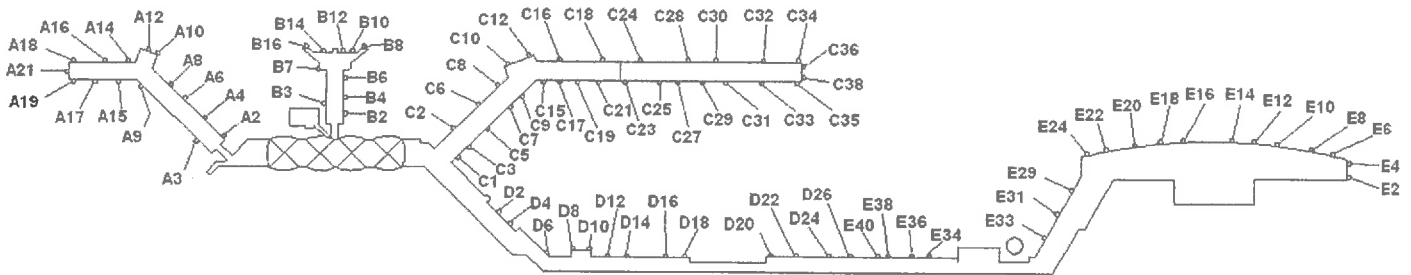 A18
A16
A14
A12
A10
A21
A19
A17
A15
A9
A8
A6
A4
A2
A3
B16
B14
B12
B10
B8
B7
B6
B3
B4
B2
C2
C6
C8
C10
C12
C16
C18
C24
C28
C30
C32
C34
C36
C38
C35
C33
C31
C29
C27
C25
C23
C21
C19
C17
C15
C9
C7
C5
C3
C1
D2
D4
D6
D8
D10
D12
D14
D16
D18
D20
D22
D24
D26
E40
E38
E36
E34
E33
E31
E29
E24
E22
E20
E18
E16
E14
E12
E10
E8
E6
E4
E2